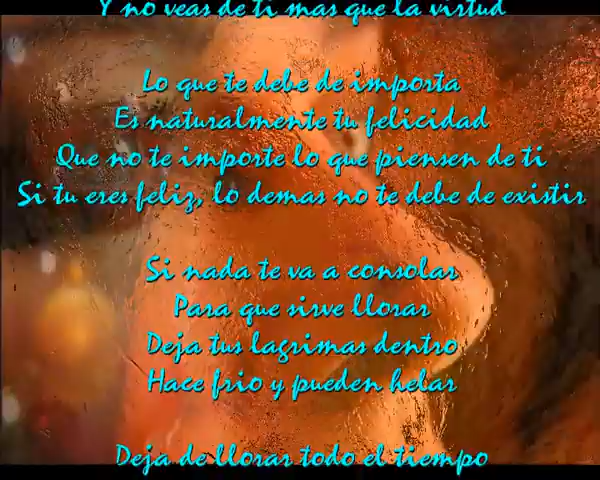 Y no veas de ti mas que la virtud
Lo que te debe de importa
Es naturalmente tu felicidad
Que no te importe lo que piensen de ti
Si tu eres feliz, lo demas no te debe de existir
Si nada te va a consolar
Para que sirve llorar
Deja tus lagrimas dentro
Hace frio y pueden helar
Deja de llorar todo el tiempo